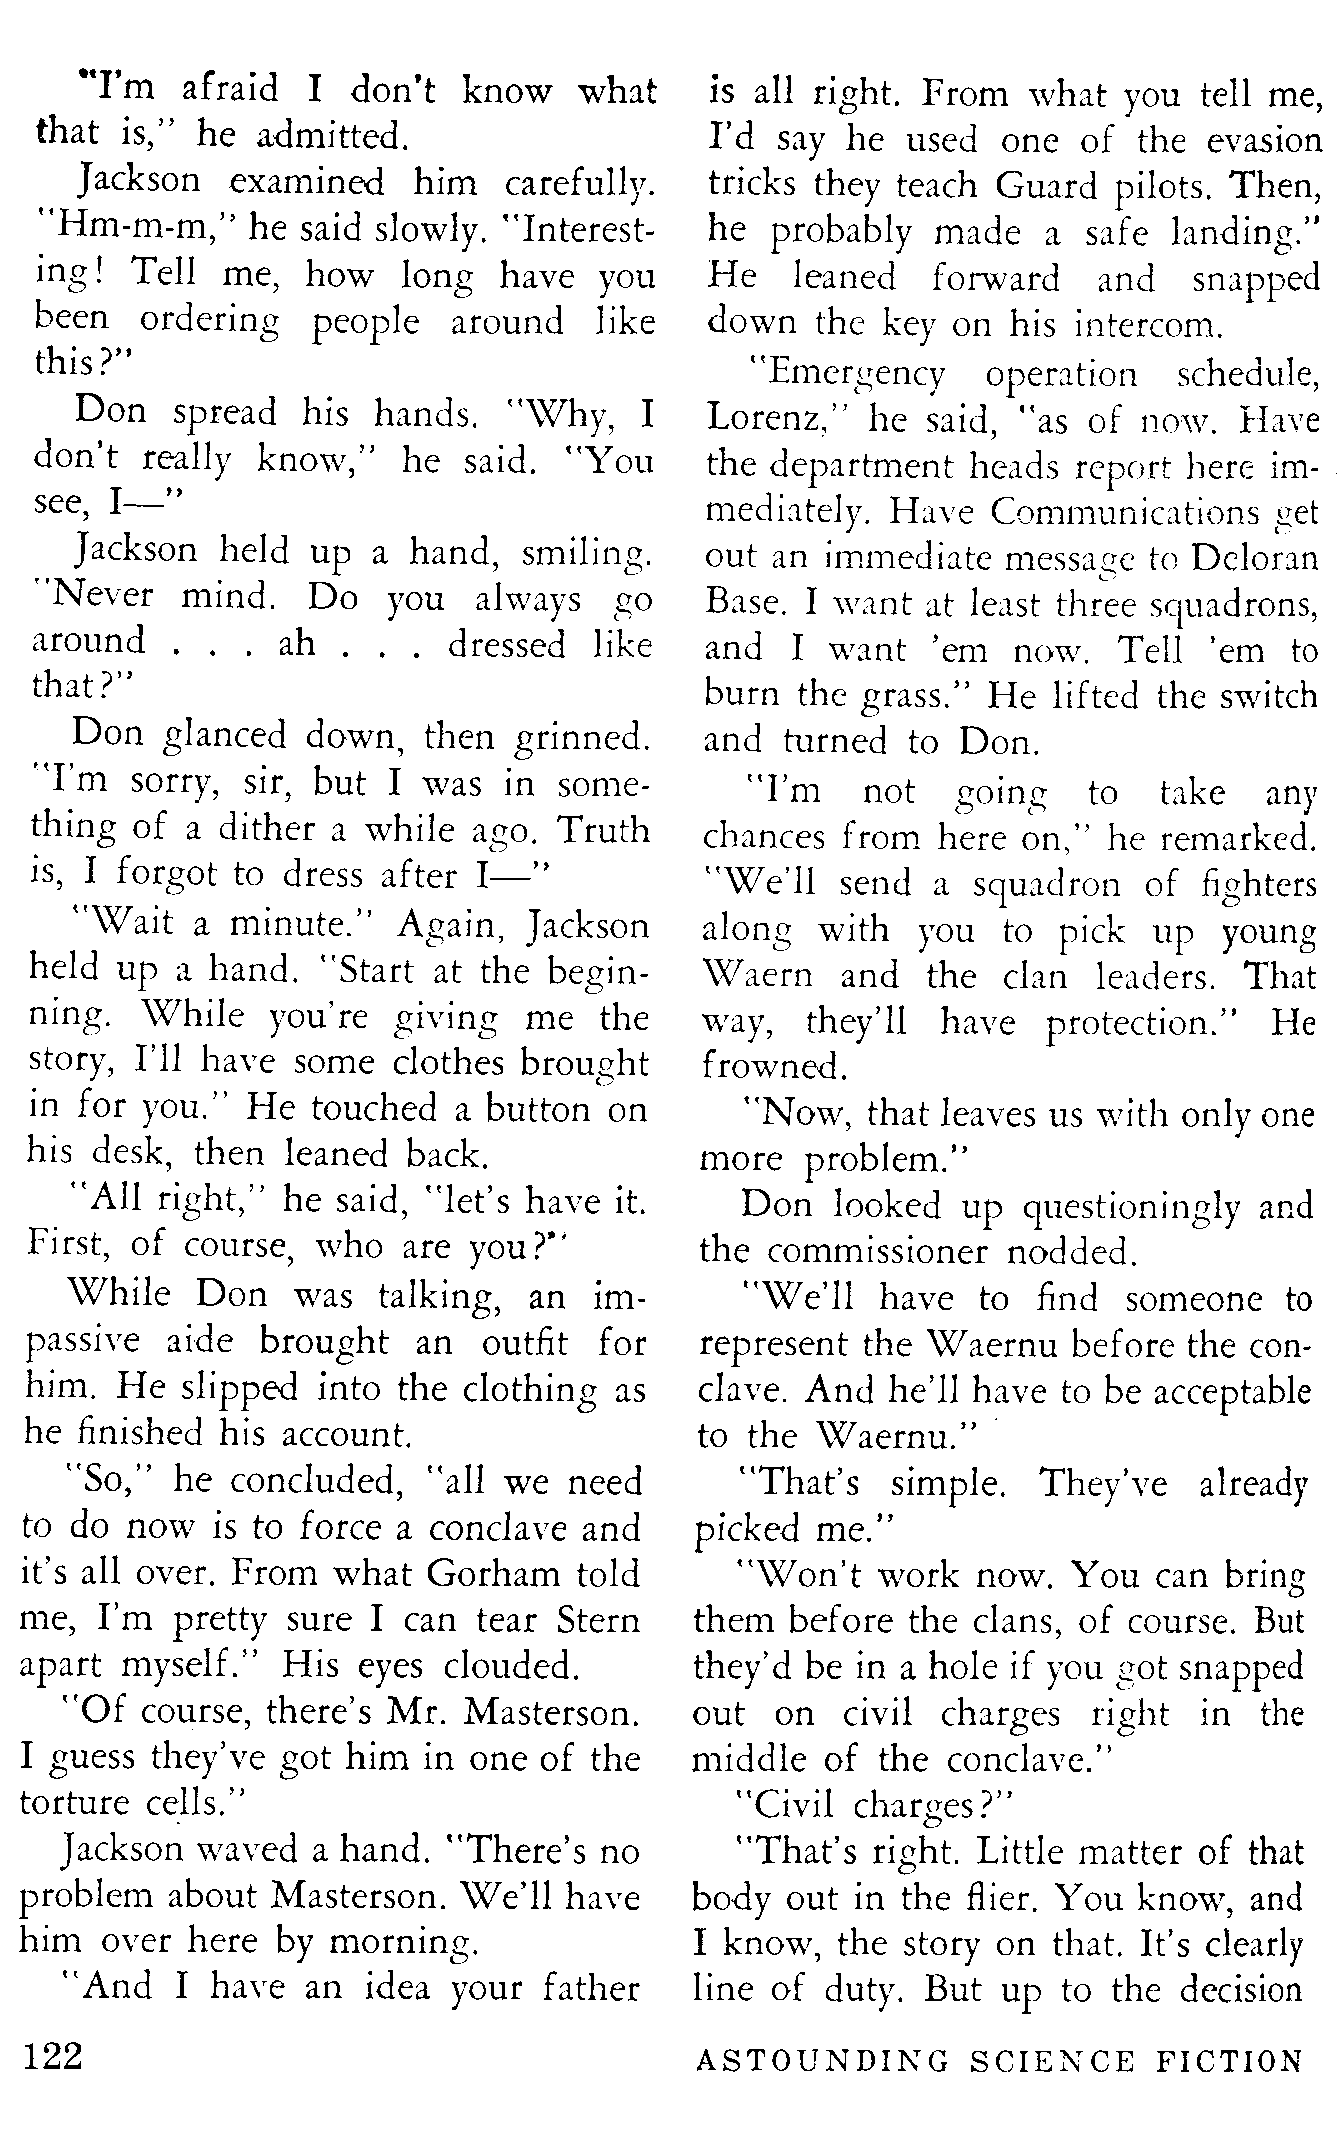 "I'm afraid I don't know what
that is," he admitted.
Jackson examined him carefully.
"Hm-m-m," he said slowly. "Interest-
ing! Tell me, how long have you
been ordering people around like
this?"
Don spread his hands. "Why, I
don't really know," he said. "You
see, I—"
Jackson held up a hand, smiling.
"Never mind. Do you always go
around . . . ah . . . dressed like
that?"
Don glanced down, then grinned.
"I'm sorry, sir, but I was in some-
thing of a dither a while ago. Truth
is, I forgot to dress after I—"
"Wait a minute." Again, Jackson
held up a hand. "Start at the begin-
ning. While you're giving me the
story, I'll have some clothes brought
in for you." He touched a button on
his desk, then leaned back.
"All right," he said, "let's have it.
First, of course, who are you?"
While Don was talking, an im-
passive aide brought an outfit for
him. He slipped into the clothing as
he finished his account.
"So," he concluded, "all we need
to do now is to force a conclave and
it's all over. From what Gorham told
me, I'm pretty sure I can tear Stern
apart myself." His eyes clouded.
"Of course, there's Mr. Masterson.
I guess they've got him in one of the
torture cells."
Jackson waved a hand. "There's no
problem about Masterson. We'll have
him over here by morning.
"And I have an idea your father
is all right. From what you tell me,
I'd say he used one of the evasion
tricks they teach Guard pilots. Then,
he probably made a safe landing."
He leaned forward and snapped
down the key on his intercom.
"Emergency operation schedule,
Lorenz," he said, "as of now. Have
the department heads report here im-
mediately. Have Communications get
out an immediate message to Deloran
Base. I want at least three squadrons,
and I want 'em now. Tell 'em to
burn the grass." He lifted the switch
and turned to Don.
"I'm not going to take any
chances from here on," he remarked.
"We'll send a squadron of fighters
along with you to pick up young
Waern and the clan leaders. That
way, they'll have protection." He
frowned.
"Now, that leaves us with only one
more problem."
Don looked up questioningly and
the commissioner nodded.
"We'll have to find someone to
represent the Waernu before the con-
clave. And he'll have to be acceptable
to the Waernu."
"That's simple. They've already
picked me."
"Won't work now. You can bring
them before the clans, of course. But
they'd be in a hole if you got snapped
out on civil charges right in the
middle of the conclave."
"Civil charges?"
"That's right. Little matter of that
body out in the flier. You know, and
I know, the story on that. It's clearly
line of duty. But up to the decision
122
ASTOUNDING SCIENCE FICTION